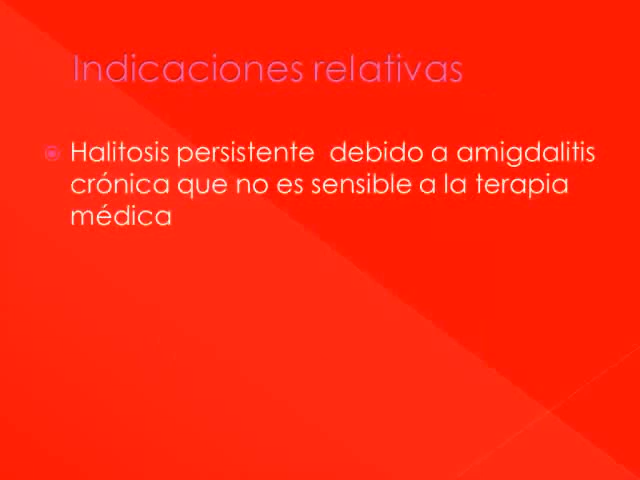 Indicaciones relativas
Halitosis persistente debido a amigdalitis
crónica que no es sensible a la terapia
médica